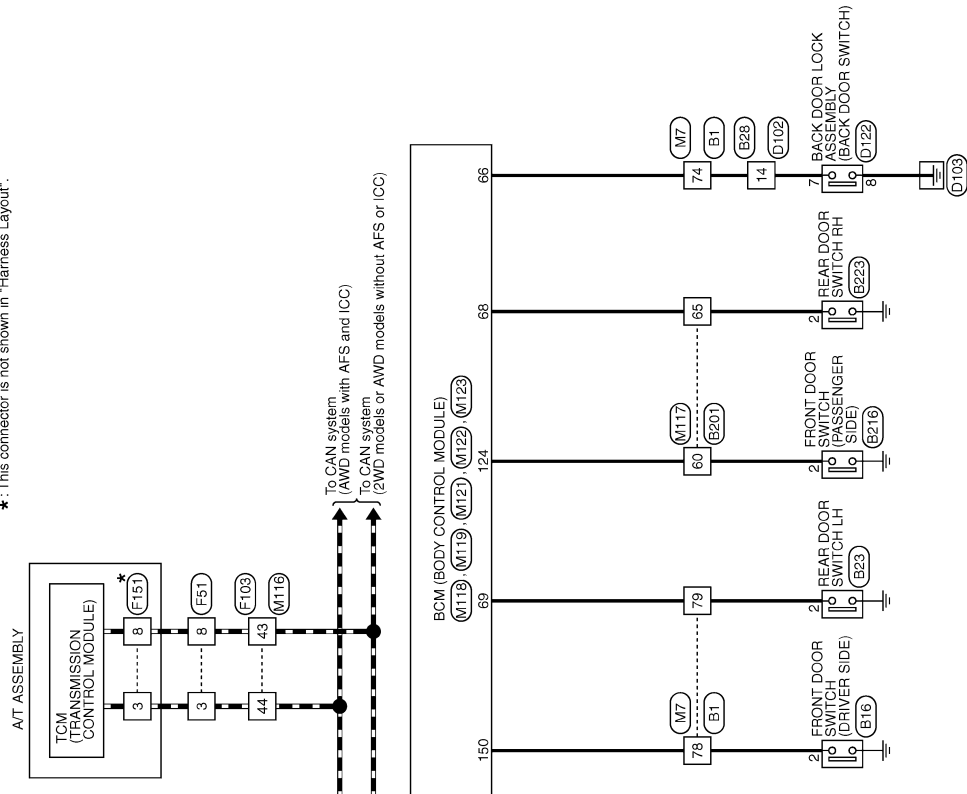 ★ : This connector is not shown in "Harness Layout".
A/T ASSEMBLY
TCM
(TRANSMISSION
CONTROL MODULE)
3
8
★
F151
3
8
F51
44
43
F103
M116
To CAN system
(AWD models with AFS and ICC)
To CAN system
(2WD models or AWD models without AFS or ICC)
BCM (BODY CONTROL MODULE)
M118 , M119 , M121 , M122 , M123
150
69
124
68
66
M7
B1
78
79
M117
B201
60
65
M7
B1
74
B28
D102
14
2
FRONT DOOR
SWITCH
(DRIVER SIDE)
B16
2
REAR DOOR
SWITCH LH
B23
2
FRONT DOOR
SWITCH
(PASSENGER
SIDE)
B216
2
REAR DOOR
SWITCH RH
B223
7
8
BACK DOOR LOCK
ASSEMBLY
(BACK DOOR SWITCH)
D122
D103